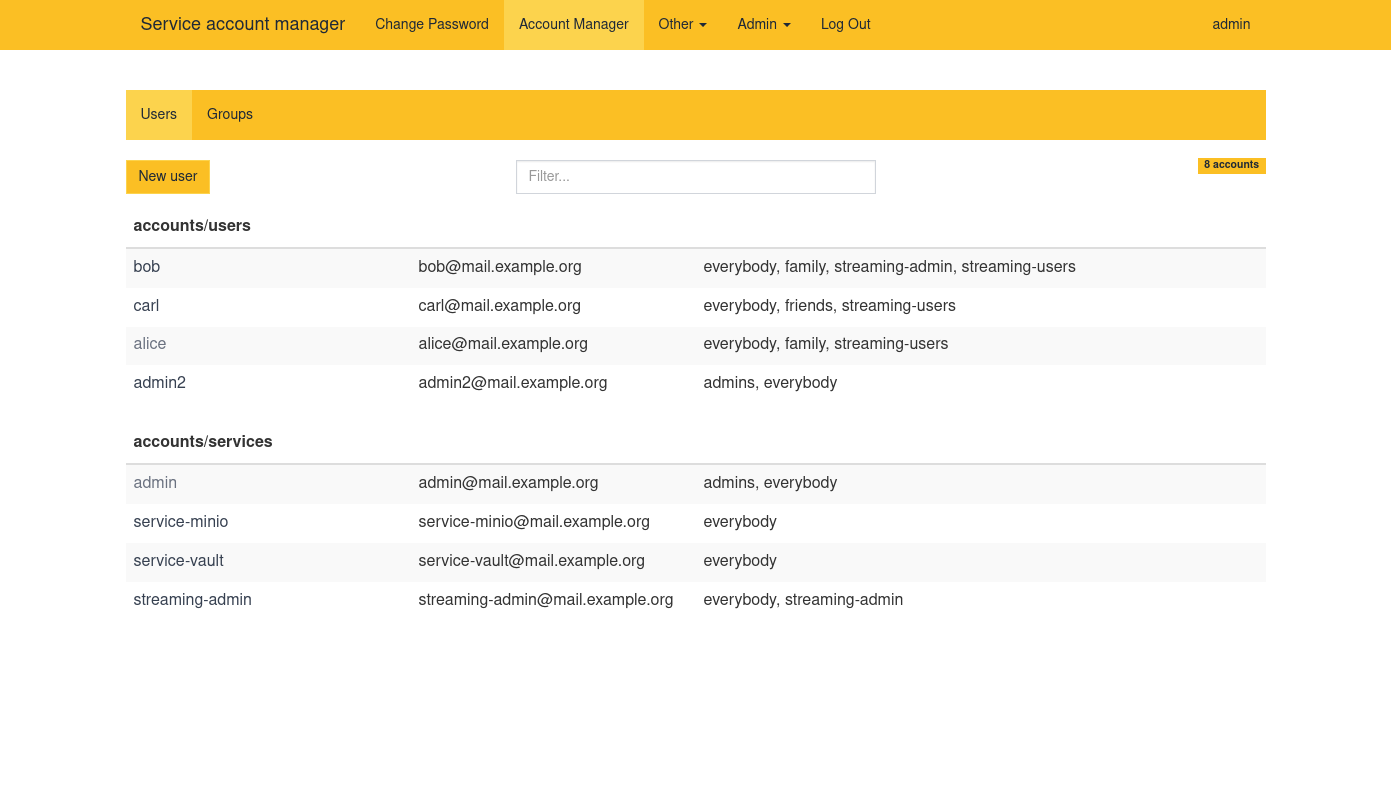 Service account manager Change Password Account Manager Other Admin Log Out admin
Users Groups
New user Filter... 8 accounts
accounts/users
bob bob@mail.example.org everybody, family, streaming-admin, streaming-users
carl carl@mail.example.org everybody, friends, streaming-users
alice alice@mail.example.org everybody, family, streaming-users
admin2 admin2@mail.example.org admins, everybody
accounts/services
admin admin@mail.example.org admins, everybody
service-minio service-minio@mail.example.org everybody
service-vault service-vault@mail.example.org everybody
streaming-admin streaming-admin@mail.example.org everybody, streaming-admin